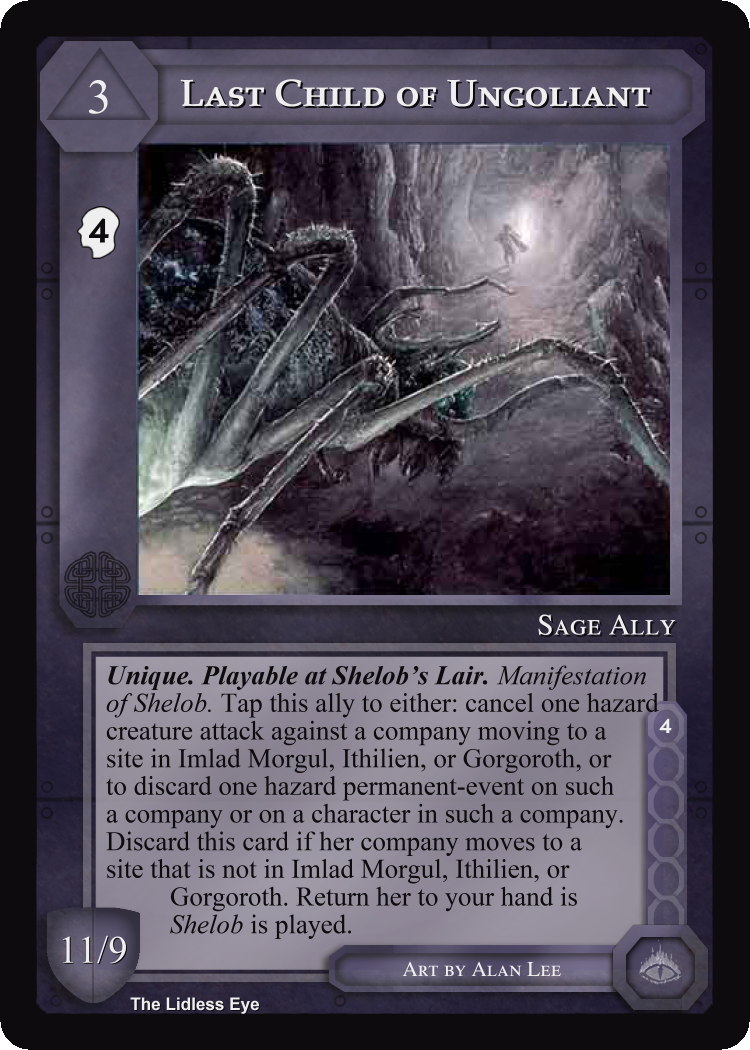 3
Last Child of Ungoliant
4
Sage Ally
Unique. Playable at Shelob's Lair. Manifestation
of Shelob. Tap this ally to either: cancel one hazard
creature attack against a company moving to a
site in Imlad Morgul, Ithilien, or Gorgoroth, or
to discard one hazard permanent-event on such
a company or on a character in such a company.
Discard this card if her company moves to a
site that is not in Imlad Morgul, Ithilien, or
Gorgoroth. Return her to your hand is
Shelob is played.
4
11/9
Art by Alan Lee
The Lidless Eye